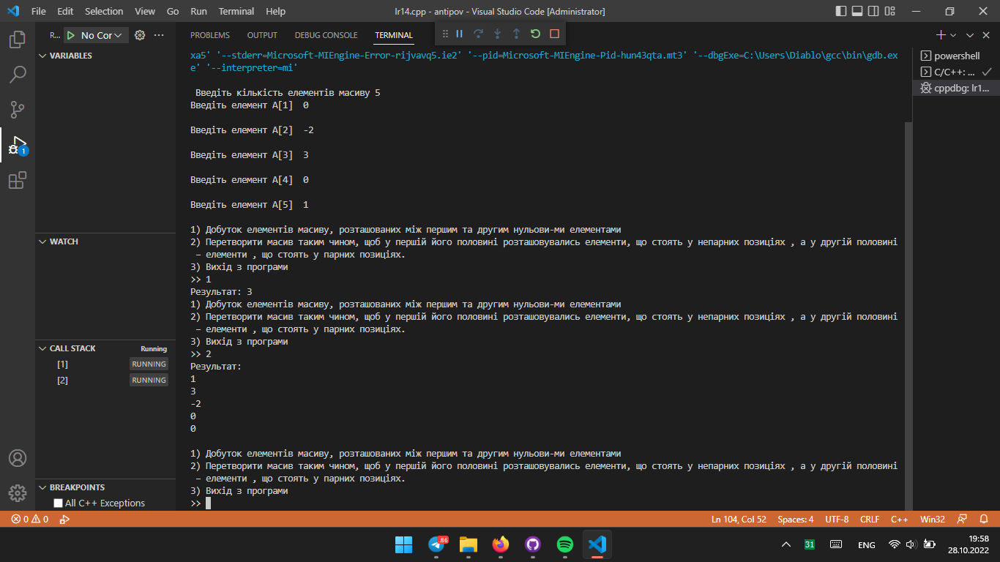 File Edit Selection View Go Run Terminal Help
lr14.cpp - antipov - Visual Studio Code [Administrator]
R... No Cor
PROBLEMS OUTPUT DEBUG CONSOLE TERMINAL
VARIABLES
WATCH
CALL STACK Running
[1] RUNNING
[2] RUNNING
BREAKPOINTS
All C++ Exceptions
1
xa5' '--stderr=Microsoft-MIEngine-Error-rijvavq5.ie2' '--pid=Microsoft-MIEngine-Pid-hun43qta.mt3' '--dbgExe=C:\Users\Diablo\gcc\bin\gdb.ex
e' '--interpreter=mi'
Введіть кількість елементів масиву 5
Введіть елемент A[1] 0
Введіть елемент A[2] -2
Введіть елемент A[3] 3
Введіть елемент A[4] 0
Введіть елемент A[5] 1
1) Добуток елементів масиву, розташованих між першим та другим нульови-ми елементами
2) Перетворити масив таким чином, щоб у першій його половині розташовувались елементи, що стоять у непарних позиціях , а у другій половині
– елементи , що стоять у парних позиціях.
3) Вихід з програми
>> 1
Результат: 3
1) Добуток елементів масиву, розташованих між першим та другим нульови-ми елементами
2) Перетворити масив таким чином, щоб у першій його половині розташовувались елементи, що стоять у непарних позиціях , а у другій половині
– елементи , що стоять у парних позиціях.
3) Вихід з програми
>> 2
Результат:
1
3
-2
0
0
1) Добуток елементів масиву, розташованих між першим та другим нульови-ми елементами
2) Перетворити масив таким чином, щоб у першій його половині розташовувались елементи, що стоять у непарних позиціях , а у другій половині
– елементи , що стоять у парних позиціях.
3) Вихід з програми
>>
powershell
C/C++: ...
cppdbg: lr1...
0 0
Ln 104, Col 52 Spaces: 4 UTF-8 CRLF C++ Win32
86
31
ENG
19:58
28.10.2022